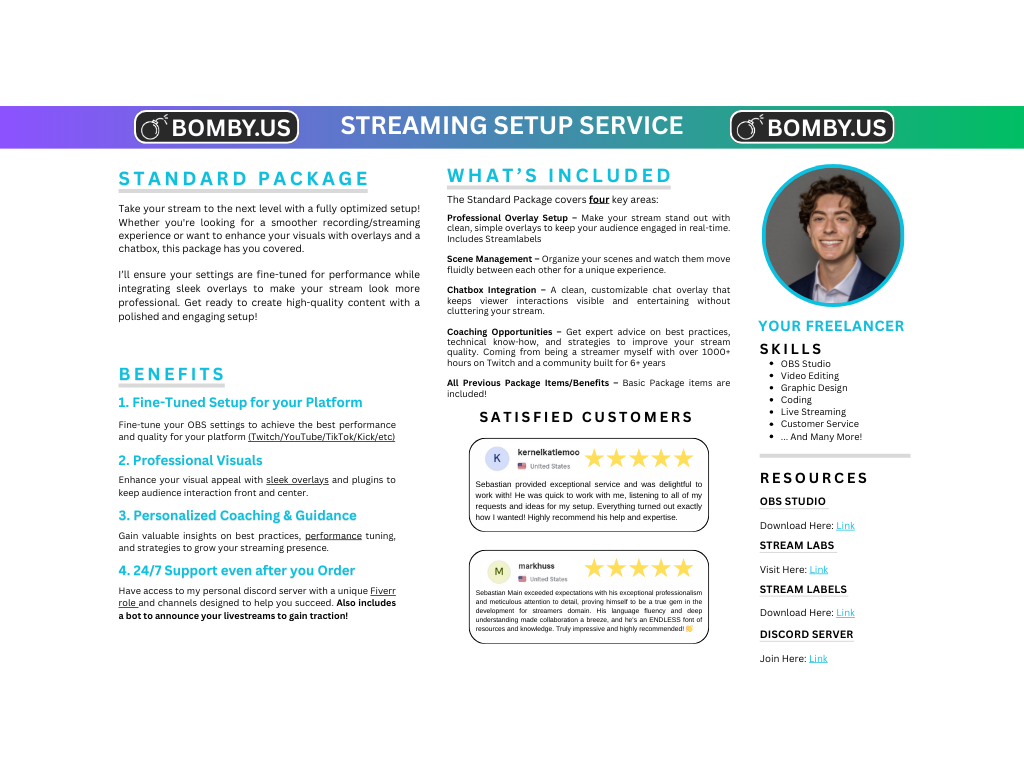 BOMBY.US
STREAMING SETUP SERVICE
BOMBY.US
STANDARD PACKAGE
Take your stream to the next level with a fully optimized setup!
Whether you're looking for a smoother recording/streaming
experience or want to enhance your visuals with overlays and a
chatbox, this package has you covered.
I'll ensure your settings are fine-tuned for performance while
integrating sleek overlays to make your stream look more
professional. Get ready to create high-quality content with a
polished and engaging setup!
BENEFITS
1. Fine-Tuned Setup for your Platform
Fine-tune your OBS settings to achieve the best performance
and quality for your platform (Twitch/YouTube/TikTok/Kick/etc)
2. Professional Visuals
Enhance your visual appeal with sleek overlays and plugins to
keep audience interaction front and center.
3. Personalized Coaching & Guidance
Gain valuable insights on best practices, performance tuning,
and strategies to grow your streaming presence.
4. 24/7 Support even after you Order
Have access to my personal discord server with a unique Fiverr
role and channels designed to help you succeed. Also includes
a bot to announce your livestreams to gain traction!
WHAT'S INCLUDED
The Standard Package covers four key areas:
Professional Overlay Setup – Make your stream stand out with
clean, simple overlays to keep your audience engaged in real-time.
Includes Streamlabels
Scene Management – Organize your scenes and watch them move
fluidly between each other for a unique experience.
Chatbox Integration – A clean, customizable chat overlay that
keeps viewer interactions visible and entertaining without
cluttering your stream.
Coaching Opportunities – Get expert advice on best practices,
technical know-how, and strategies to improve your stream
quality. Coming from being a streamer myself with over 1000+
hours on Twitch and a community built for 6+ years
All Previous Package Items/Benefits – Basic Package items are
included!
SATISFIED CUSTOMERS
K
kernelkatiemoo
United States
Sebastian provided exceptional service and was delightful to
work with! He was quick to work with me, listening to all of my
requests and ideas for my setup. Everything turned out exactly
how I wanted! Highly recommend his help and expertise.
M
markhuss
United States
Sebastian Main exceeded expectations with his exceptional professionalism
and meticulous attention to detail, proving himself to be a true gem in the
development for streamers domain. His language fluency and deep
understanding made collaboration a breeze, and he's an ENDLESS font of
resources and knowledge. Truly impressive and highly recommended! 👏
YOUR FREELANCER
SKILLS
• OBS Studio
• Video Editing
• Graphic Design
• Coding
• Live Streaming
• Customer Service
• ... And Many More!
RESOURCES
OBS STUDIO
Download Here: Link
STREAM LABS
Visit Here: Link
STREAM LABELS
Download Here: Link
DISCORD SERVER
Join Here: Link